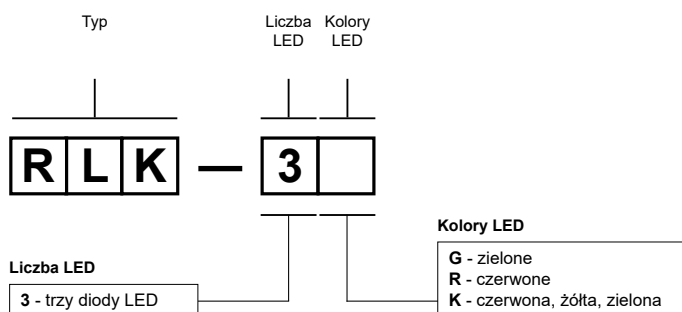 Typ
Liczba LED
Kolory LED
R L K — 3
Kolory LED
G - zielone
R - czerwone
K - czerwona, żółta, zielona
Liczba LED
3 - trzy diody LED